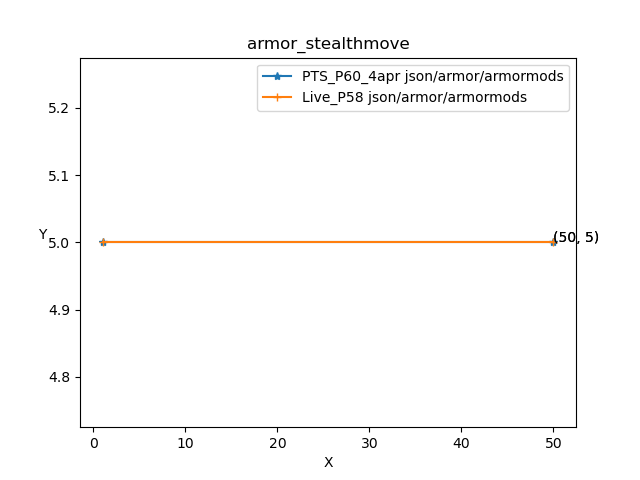 armor_stealthmove
PTS_P60_4apr json/armor/armormods
Live_P58 json/armor/armormods
5.2
5.1
Y
5.0
(50, 5)
4.9
4.8
0
10
20
30
40
50
X